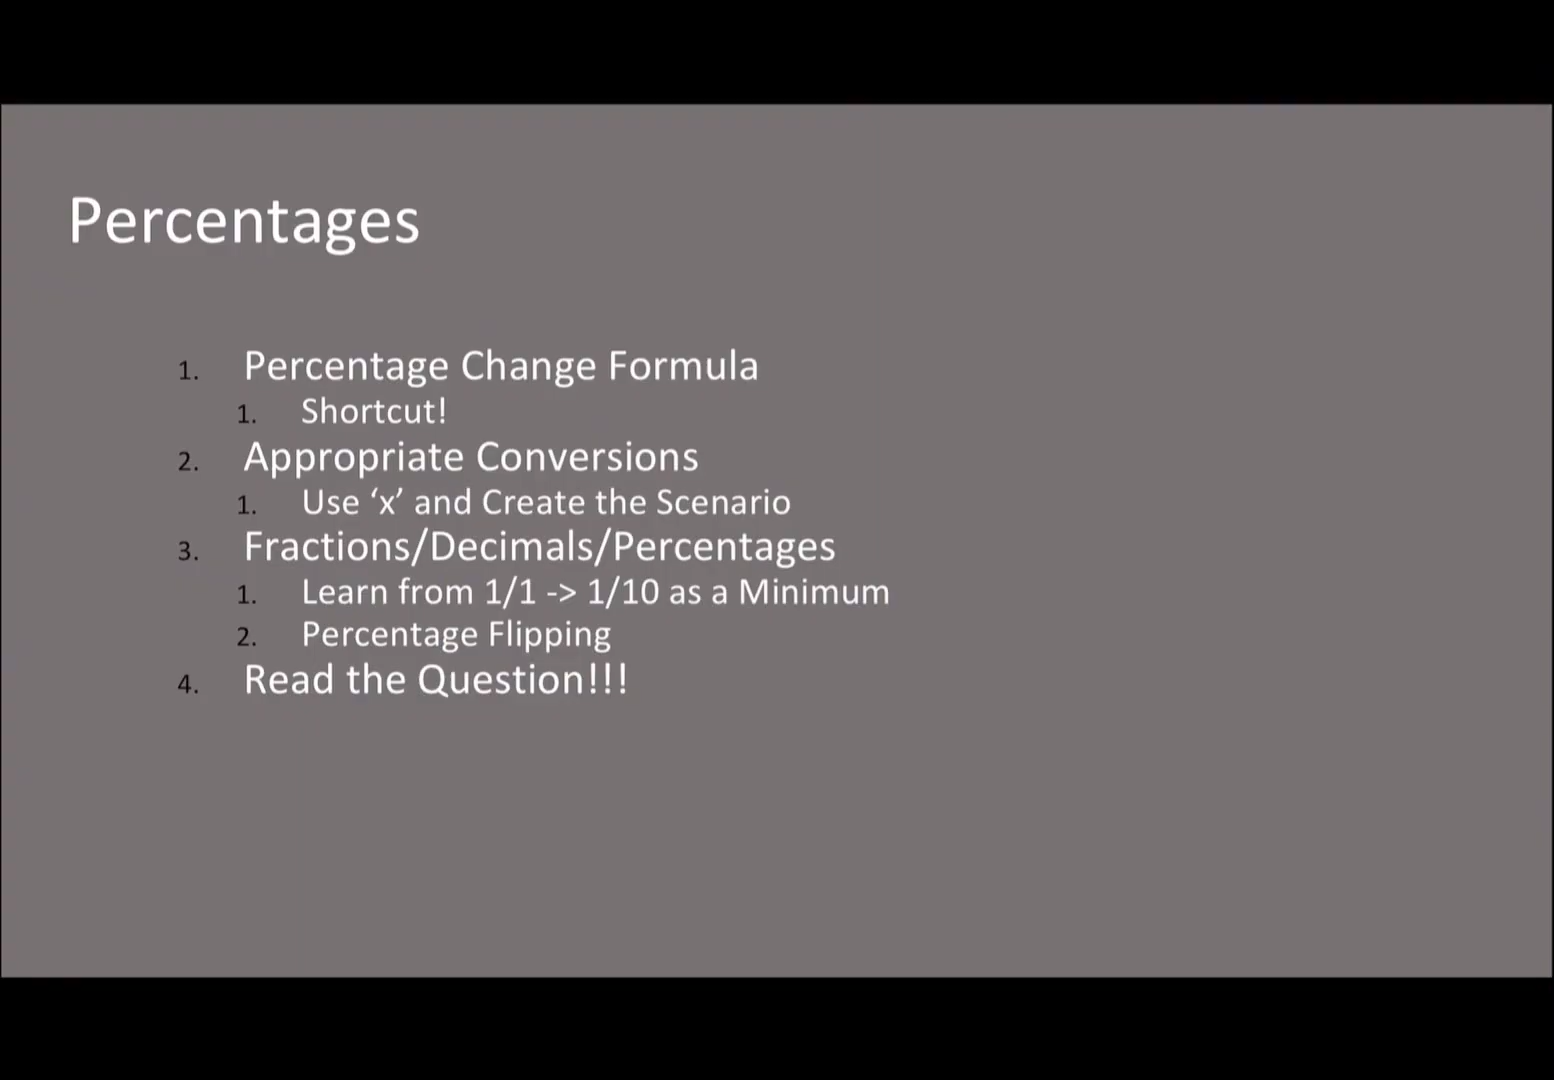 Percentages
1. Percentage Change Formula
1. Shortcut!
2. Appropriate Conversions
1. Use ‘x’ and Create the Scenario
3. Fractions/Decimals/Percentages
1. Learn from 1/1 -> 1/10 as a Minimum
2. Percentage Flipping
4. Read the Question!!!